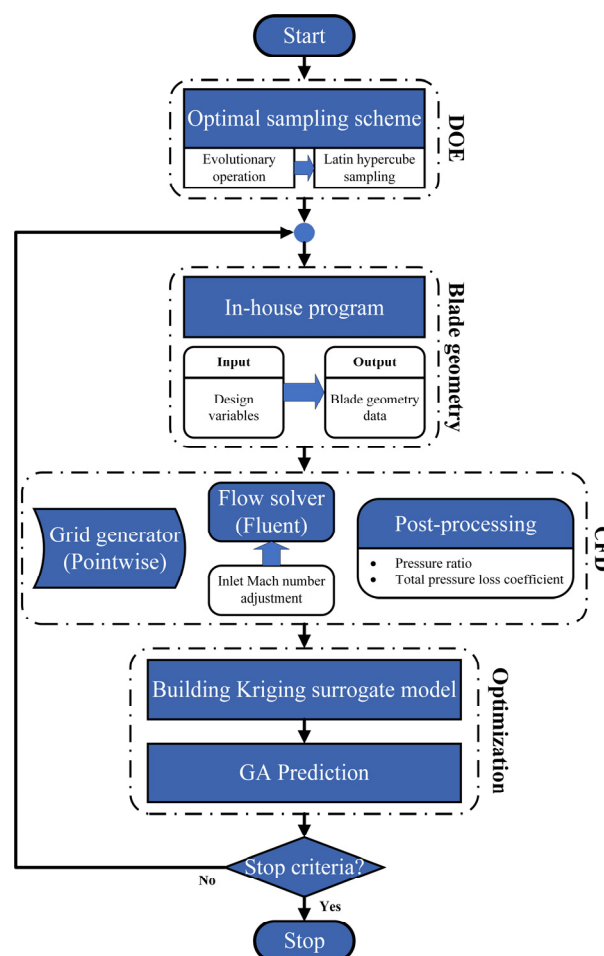 Start
DOE
Optimal sampling scheme
Evolutionary
operation
Latin hypercube
sampling
Blade geometry
In-house program
Input
Design
variables
Output
Blade geometry
data
CFD
Grid generator
(Pointwise)
Flow solver
(Fluent)
Inlet Mach number
adjustment
Post-processing
• Pressure ratio
• Total pressure loss coefficient
Optimization
Building Kriging surrogate model
GA Prediction
Stop criteria?
No
Yes
Stop